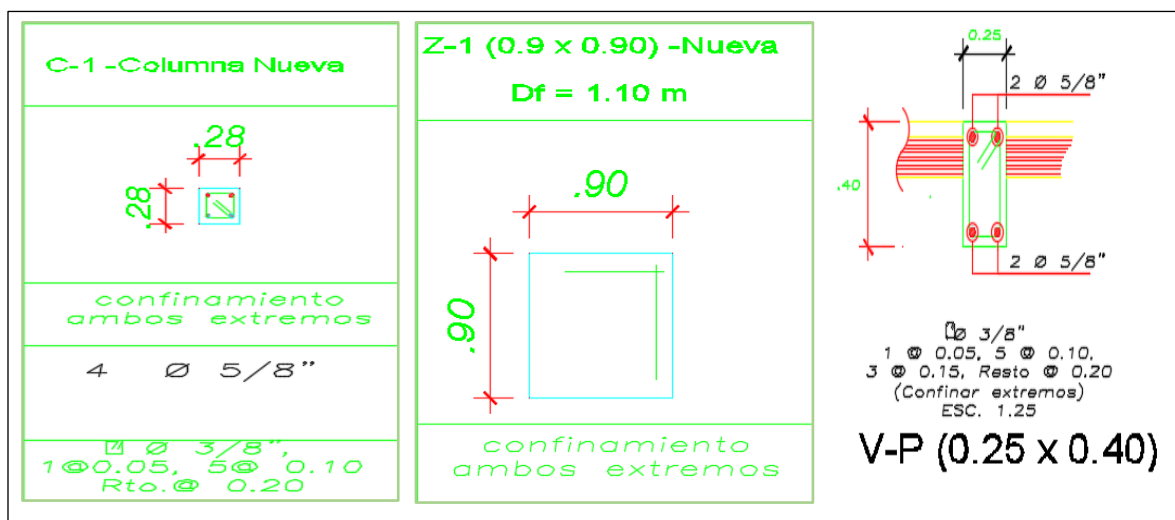 C-1 -Columna Nueva
.28
.28
confinamiento
ambos extremos
4 Ø 5/8"
Ø 3/8",
1@0.05, 5@ 0.10
Rto.@ 0.20
Z-1 (0.9 x 0.90) -Nueva
Df = 1.10 m
.90
.90
confinamiento
ambos extremos
0.25
2 Ø 5/8"
.40
2 Ø 5/8"
Ø 3/8"
1 @ 0.05, 5 @ 0.10,
3 @ 0.15, Resto @ 0.20
(Confinar extremos)
ESC. 1.25
V-P (0.25 x 0.40)